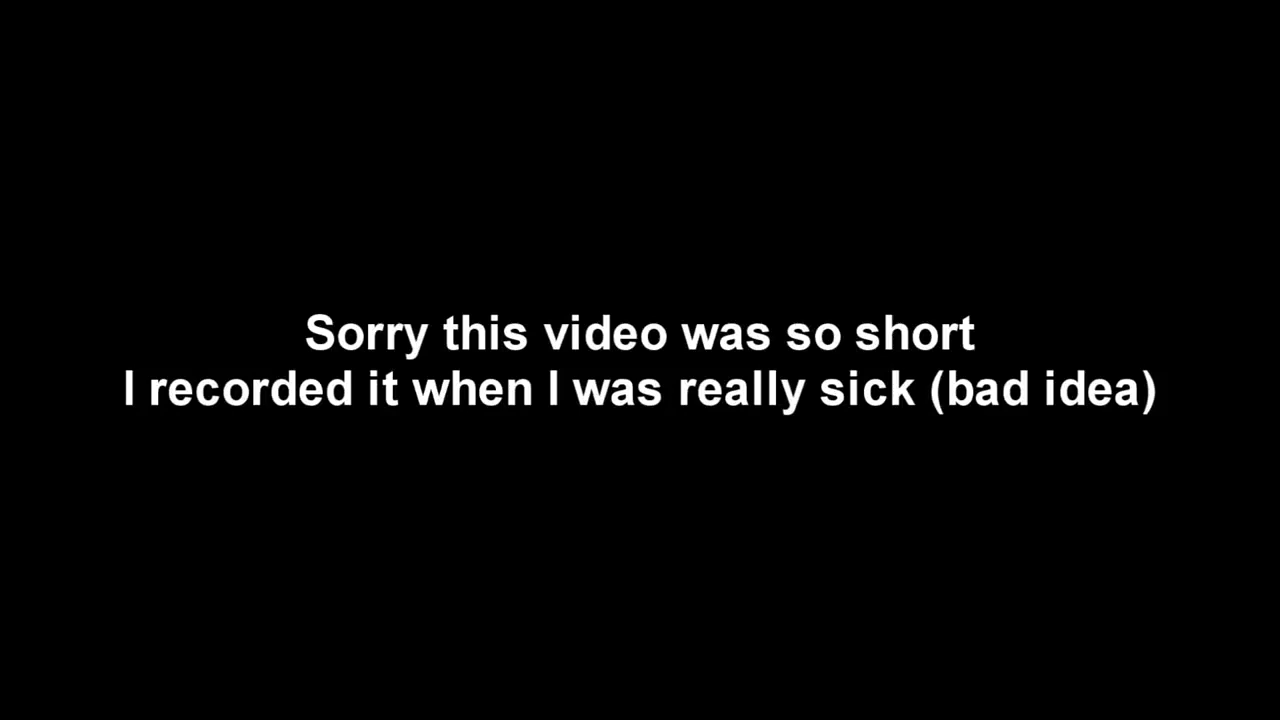 Sorry this video was so short
I recorded it when I was really sick (bad idea)